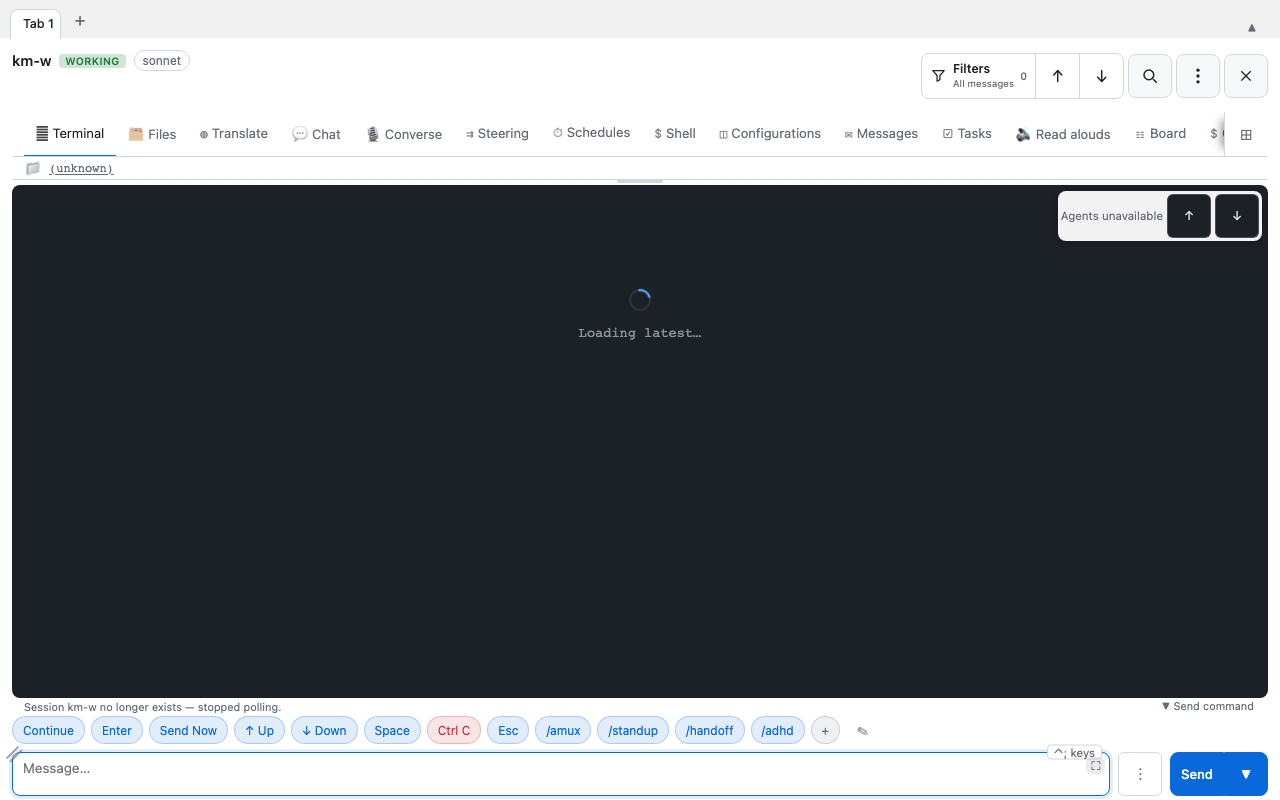 Tab 1 +
▲
km-w WORKING sonnet
Filters
All messages 0
Terminal Files Translate Chat Converse Steering Schedules $ Shell Configurations Messages Tasks Read alouds Board $
(unknown)
Agents unavailable ↑ ↓
Loading latest…
Session km-w no longer exists — stopped polling.
▼ Send command
Continue Enter Send Now ↑ Up ↓ Down Space Ctrl C Esc /amux /standup /handoff /adhd +
^; keys
Message...
Send ▼